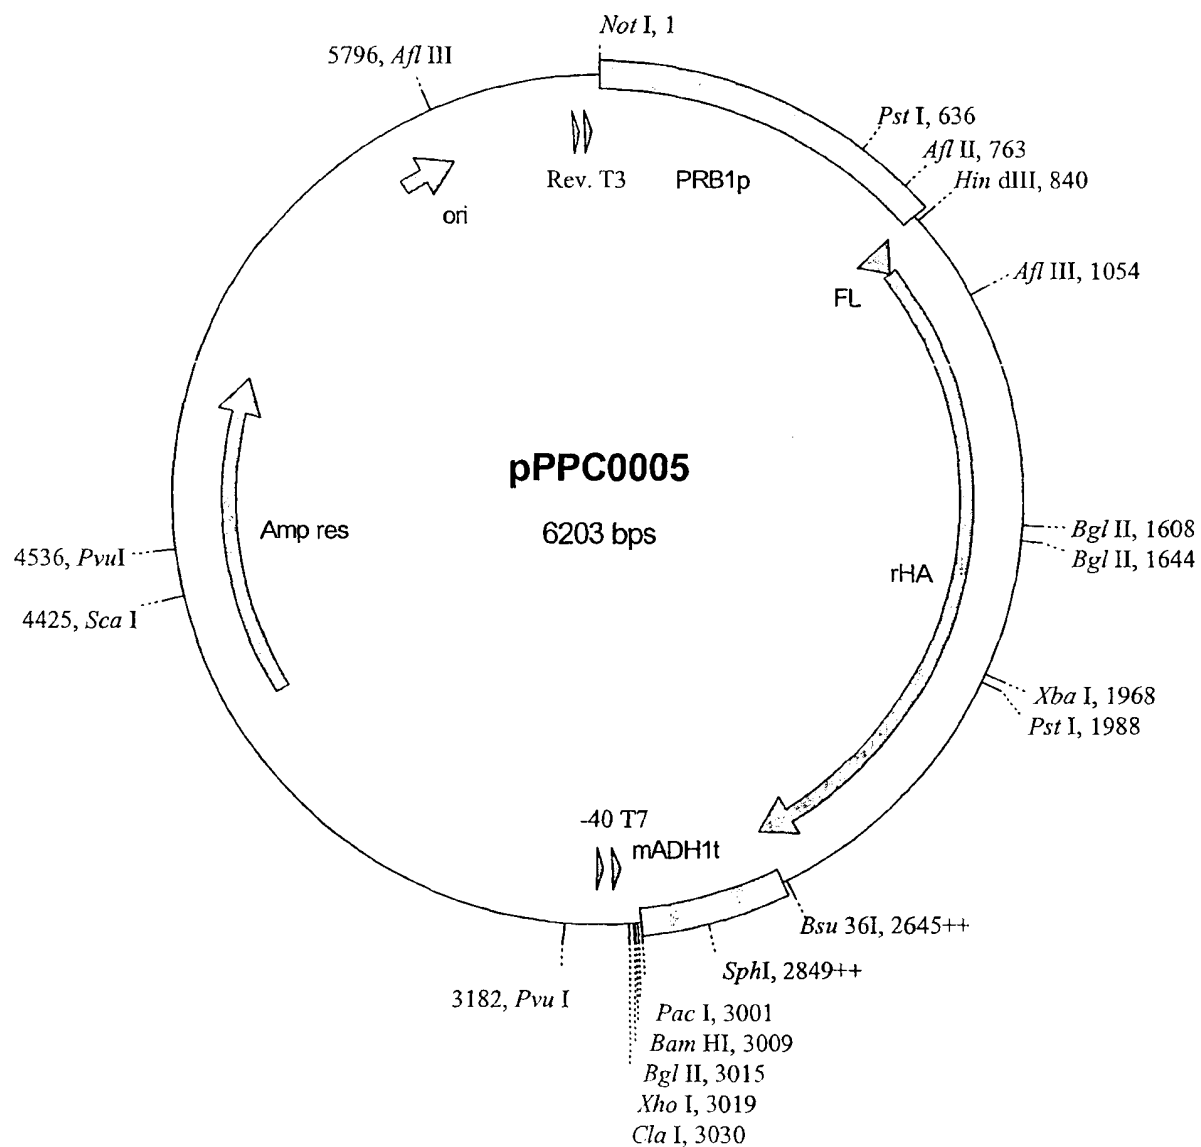 Not I, 1
5796, Afl III
Pst I, 636
Afl II, 763
Hin dIII, 840
Rev. T3
PRB1p
ori
Afl III, 1054
FL
pPPC0005
6203 bps
Amp res
4536, PvuI
4425, Sca I
rHA
Bgl II, 1608
Bgl II, 1644
Xba I, 1968
Pst I, 1988
-40 T7
mADH1t
Bsu 36I, 2645++
SphI, 2849++
3182, Pvu I
Pac I, 3001
Bam HI, 3009
Bgl II, 3015
Xho I, 3019
Cla I, 3030